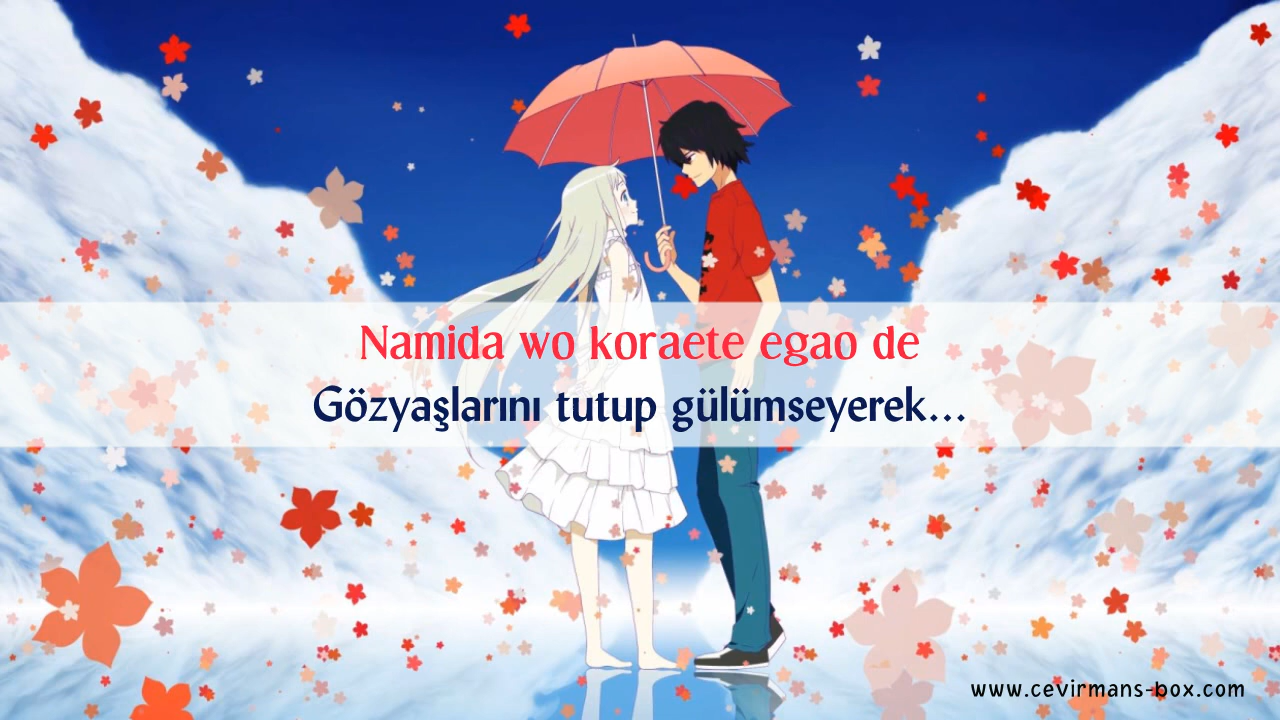 Namida wo koraete egao de
Gözyaşlarını tutup gülümseyerek...
www.cevirmans-box.com